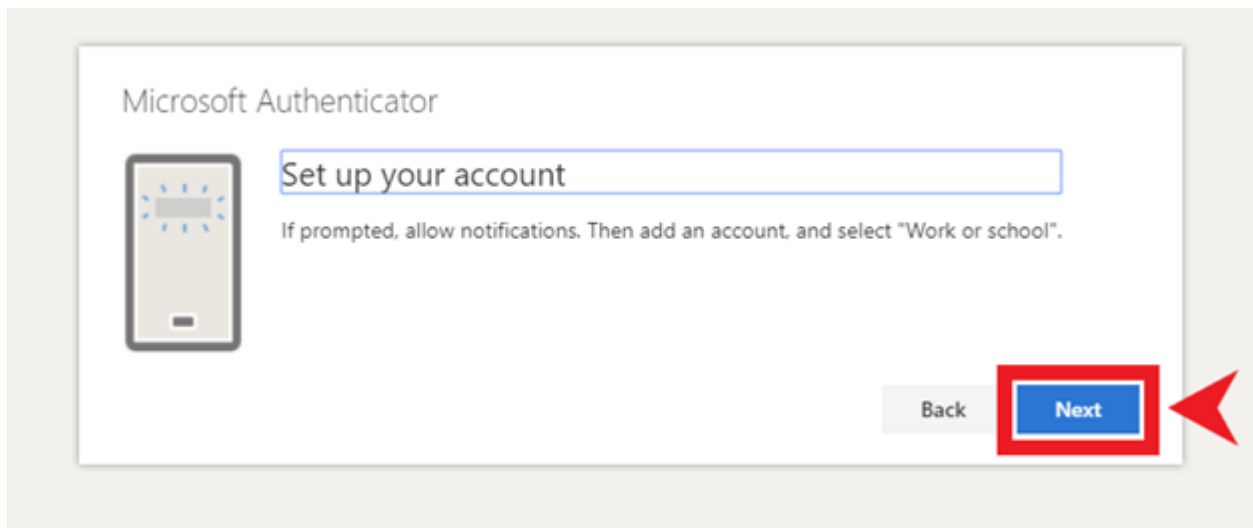 Microsoft Authenticator
Set up your account
If prompted, allow notifications. Then add an account, and select "Work or school".
Back
Next